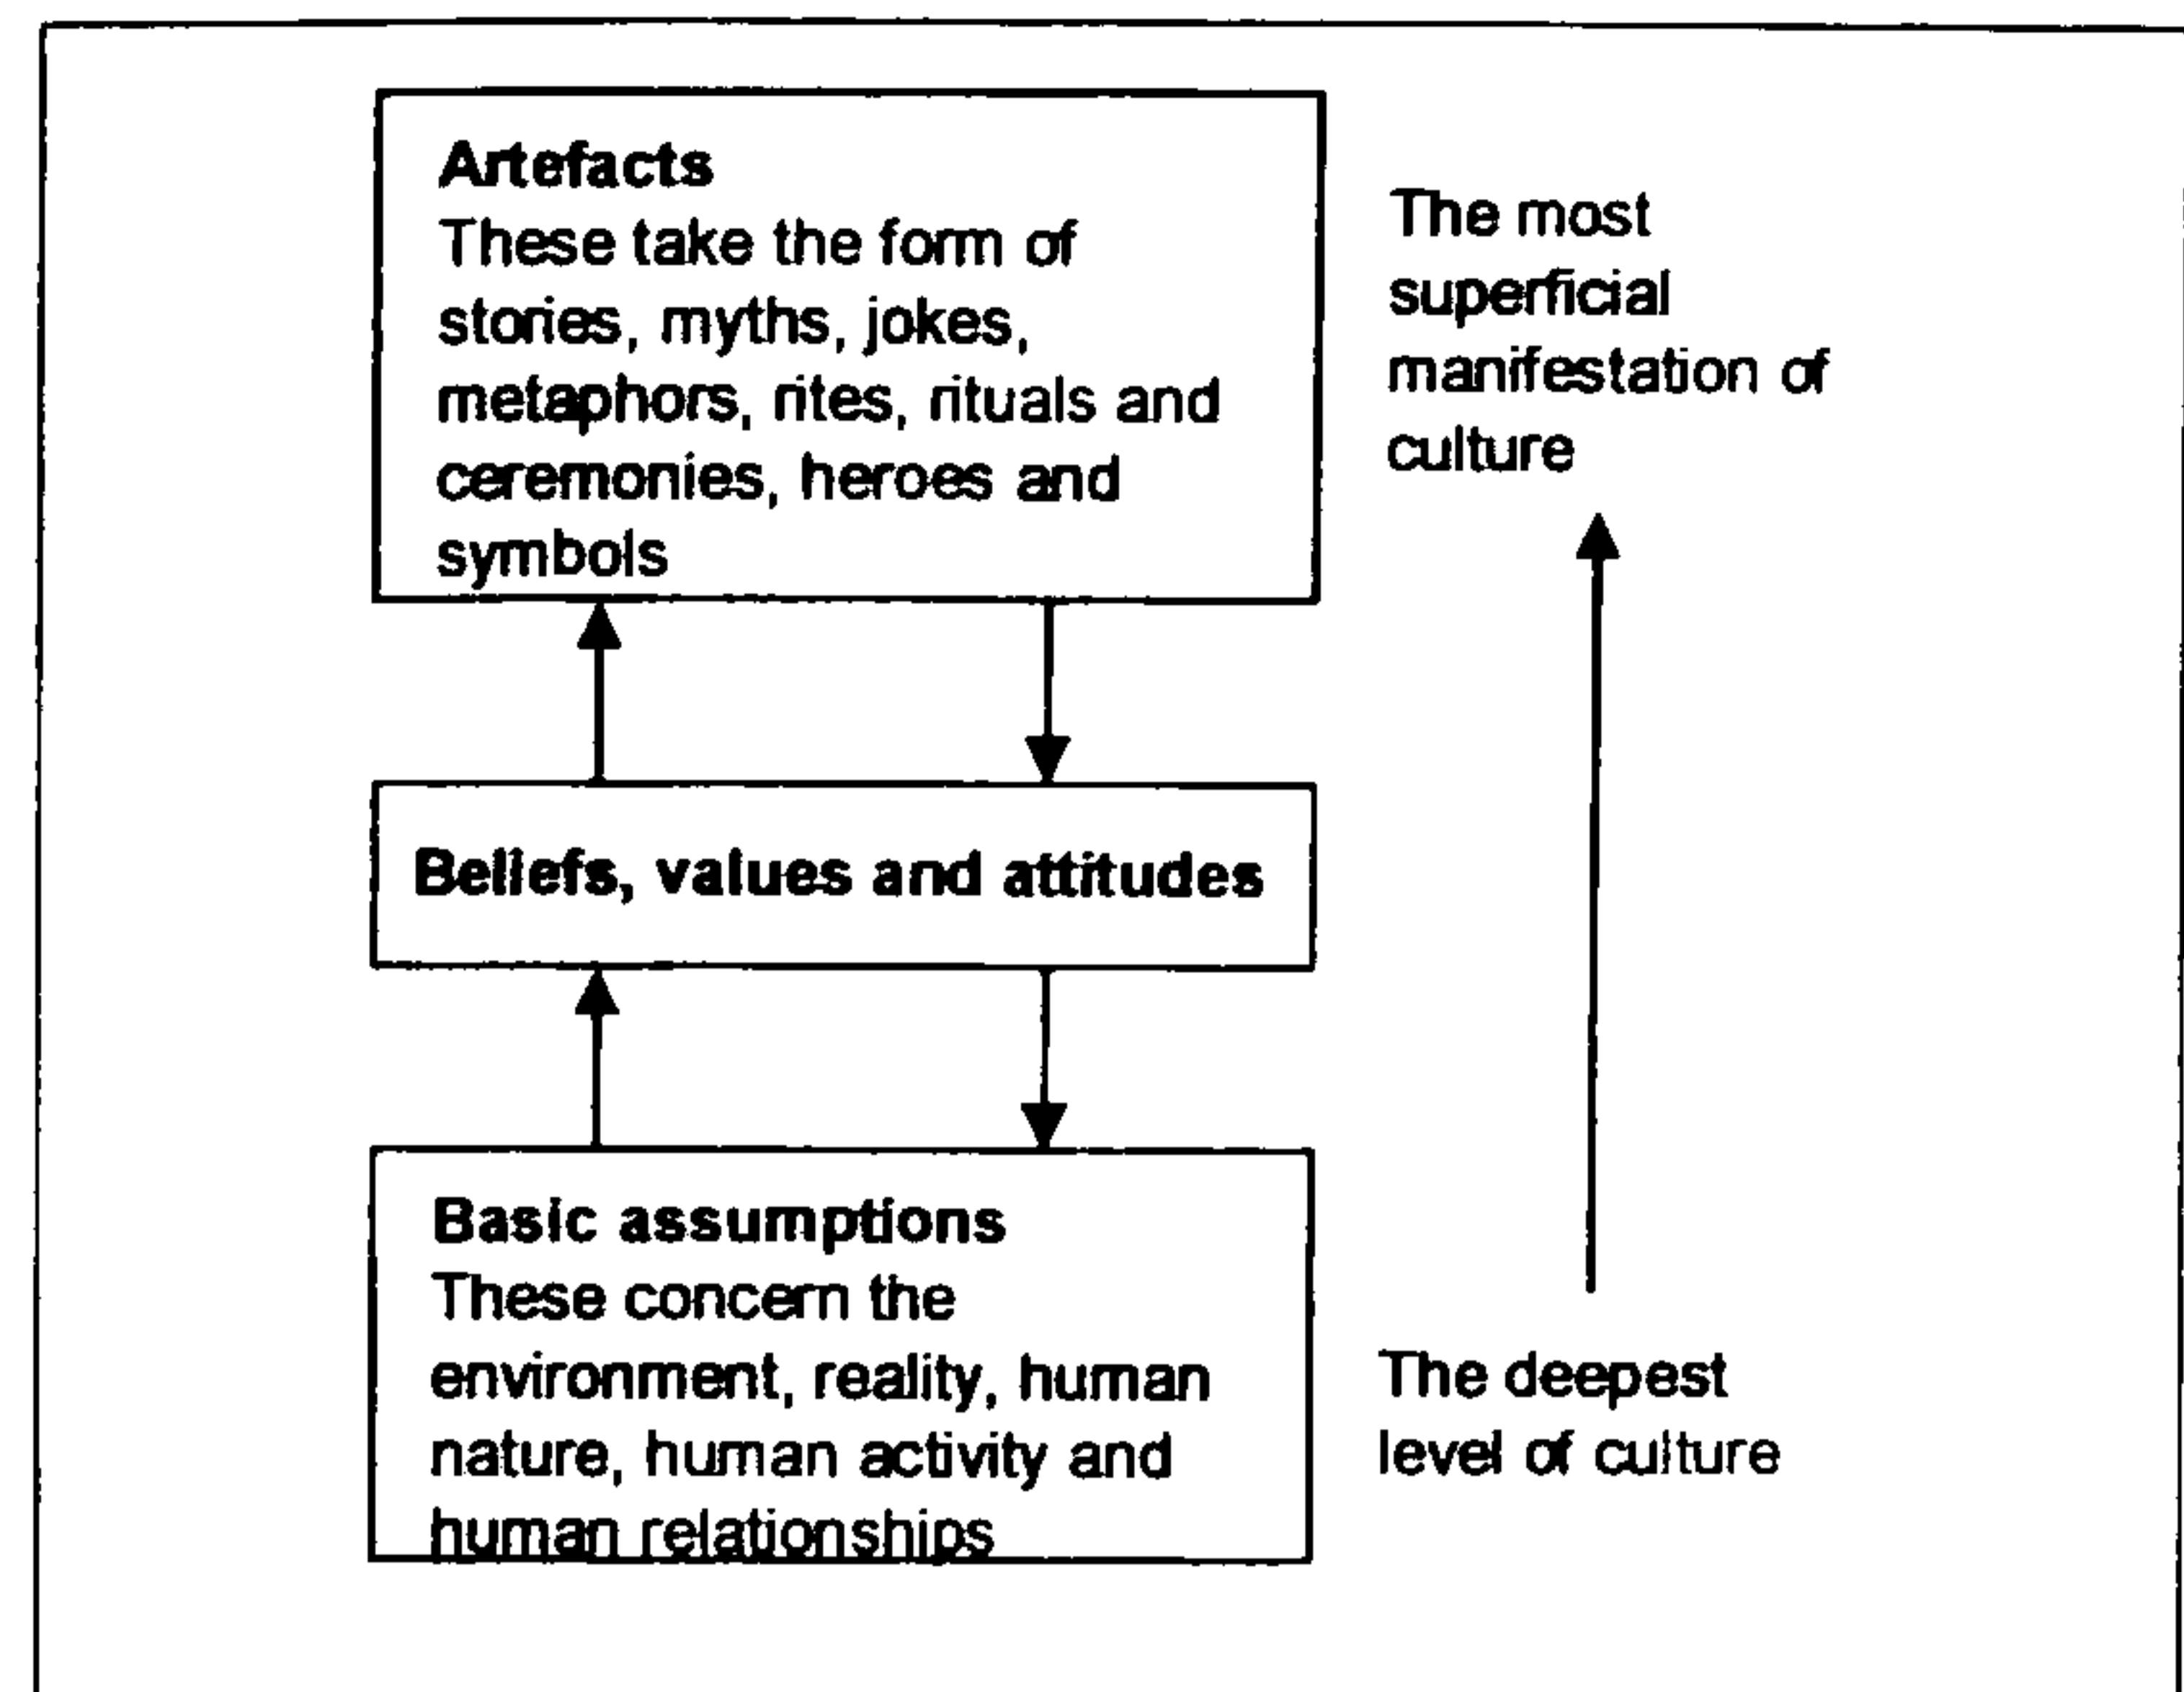 Artefacts
These take the form of
stories, myths, jokes,
metaphors, rites, rituals and
ceremonies, heroes and
symbols
The most
superficial
manifestation of
culture
Beliefs, values and attitudes
Basic assumptions
These concern the
environment, reality, human
nature, human activity and
human relationships
The deepest
level of culture